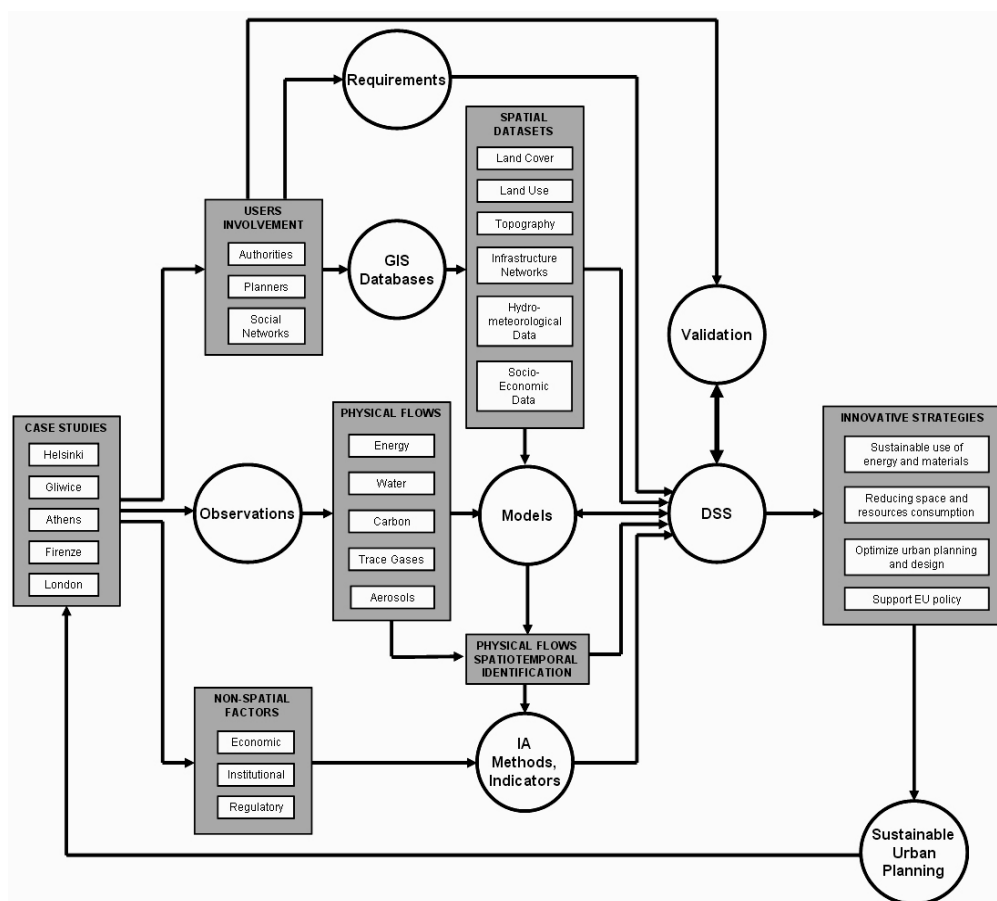 Requirements
SPATIAL
DATASETS
Land Cover
Land Use
Topography
Infrastructure
Networks
Hydro-
meteorological
Data
Socio-
Economic
Data
USERS
INVOLVEMENT
Authorities
Planners
Social
Networks
GIS
Databases
Validation
CASE STUDIES
Helsinki
Gliwice
Athens
Firenze
London
Observations
PHYSICAL FLOWS
Energy
Water
Carbon
Trace Gases
Aerosols
Models
DSS
INNOVATIVE STRATEGIES
Sustainable use of
energy and materials
Reducing space and
resources consumption
Optimize urban planning
and design
Support EU policy
PHYSICAL FLOWS
SPATIOTEMPORAL
IDENTIFICATION
NON-SPATIAL
FACTORS
Economic
Institutional
Regulatory
IA
Methods,
Indicators
Sustainable
Urban
Planning